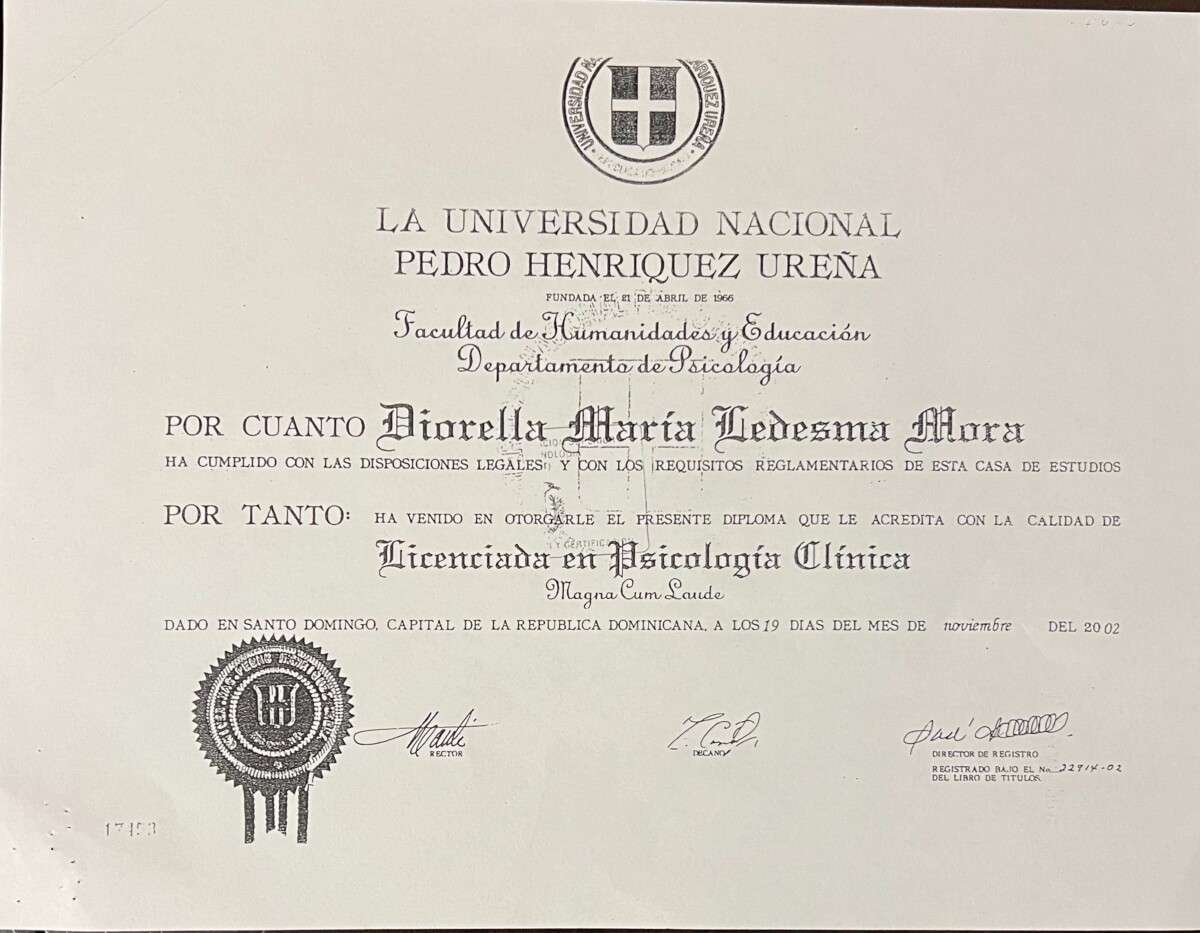 UNIVERSIDAD NA RIQUEZ UREÑA
LA UNIVERSIDAD NACIONAL
PEDRO HENRIQUEZ UREÑA
FUNDADA EL 21 DE ABRIL DE 1966
Facultad de Humanidades y Educación
Departamento de Psicología
POR CUANTO Diorella María Ledesma Mora
HA CUMPLIDO CON LAS DISPOSICIONES LEGALES Y CON LOS REQUISITOS REGLAMENTARIOS DE ESTA CASA DE ESTUDIOS
POR TANTO: HA VENIDO EN OTORGARLE EL PRESENTE DIPLOMA QUE LE ACREDITA CON LA CALIDAD DE
Licenciada en Psicología Clínica
Magna Cum Laude
DADO EN SANTO DOMINGO, CAPITAL DE LA REPUBLICA DOMINICANA, A LOS 19 DIAS DEL MES DE noviembre DEL 2002
RECTOR
DECANO
DIRECTOR DE REGISTRO
REGISTRADO BAJO EL No. 22914-02
DEL LIBRO DE TITULOS